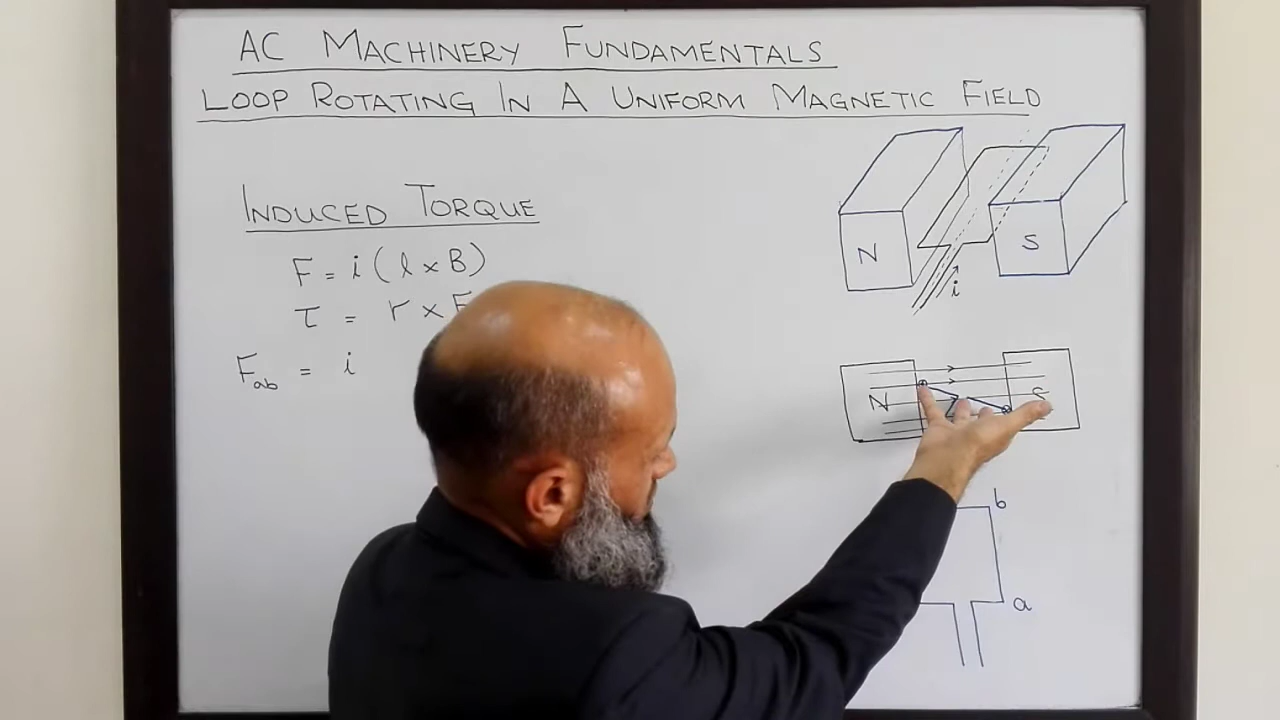 AC MACHINERY FUNDAMENTALS
LOOP ROTATING IN A UNIFORM MAGNETIC FIELD
INDUCED TORQUE
F = i (l × B)
τ = r × F
F_ab = i
N S
i
N S
b
a